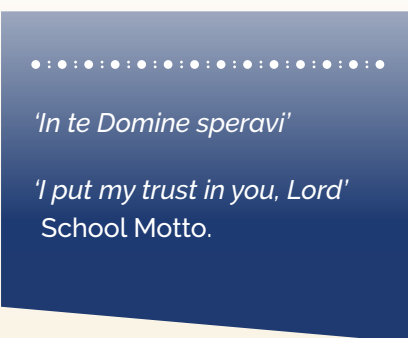 ‘In te Domine speravi’
‘I put my trust in you, Lord’
School Motto.